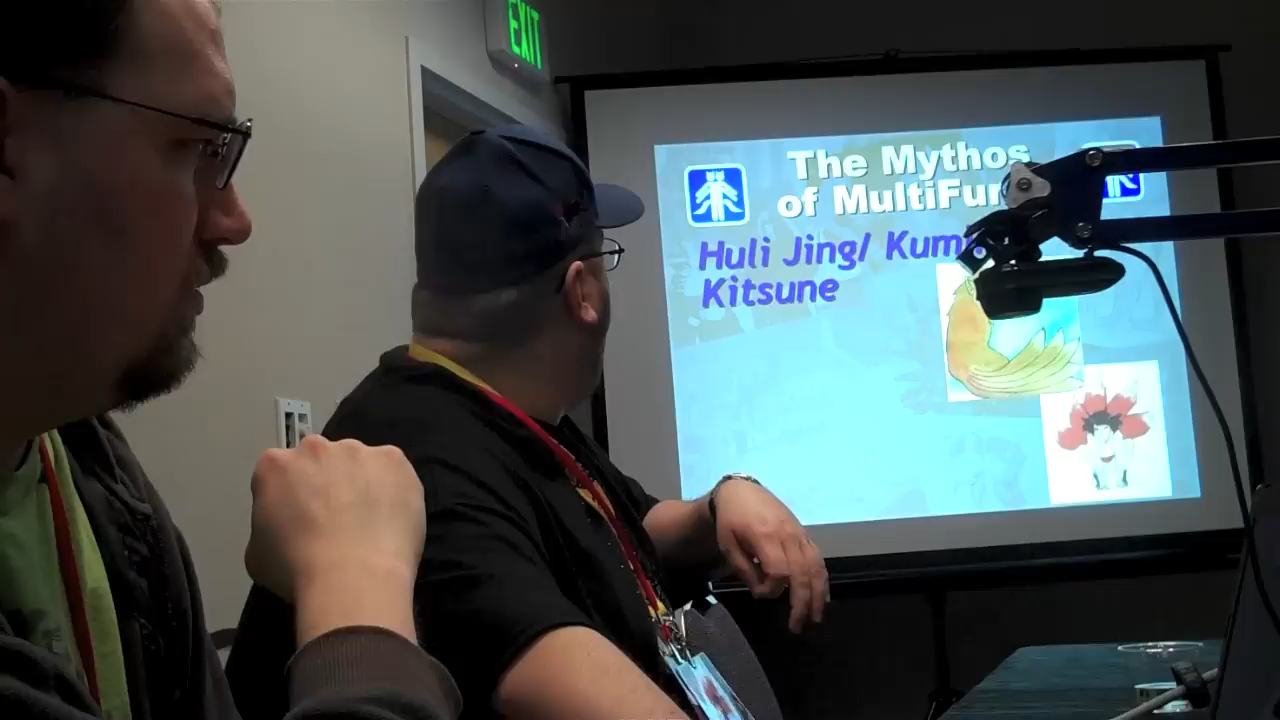 EXIT
The Mythos
of MultiFur
Huli Jing/ Kum
Kitsune